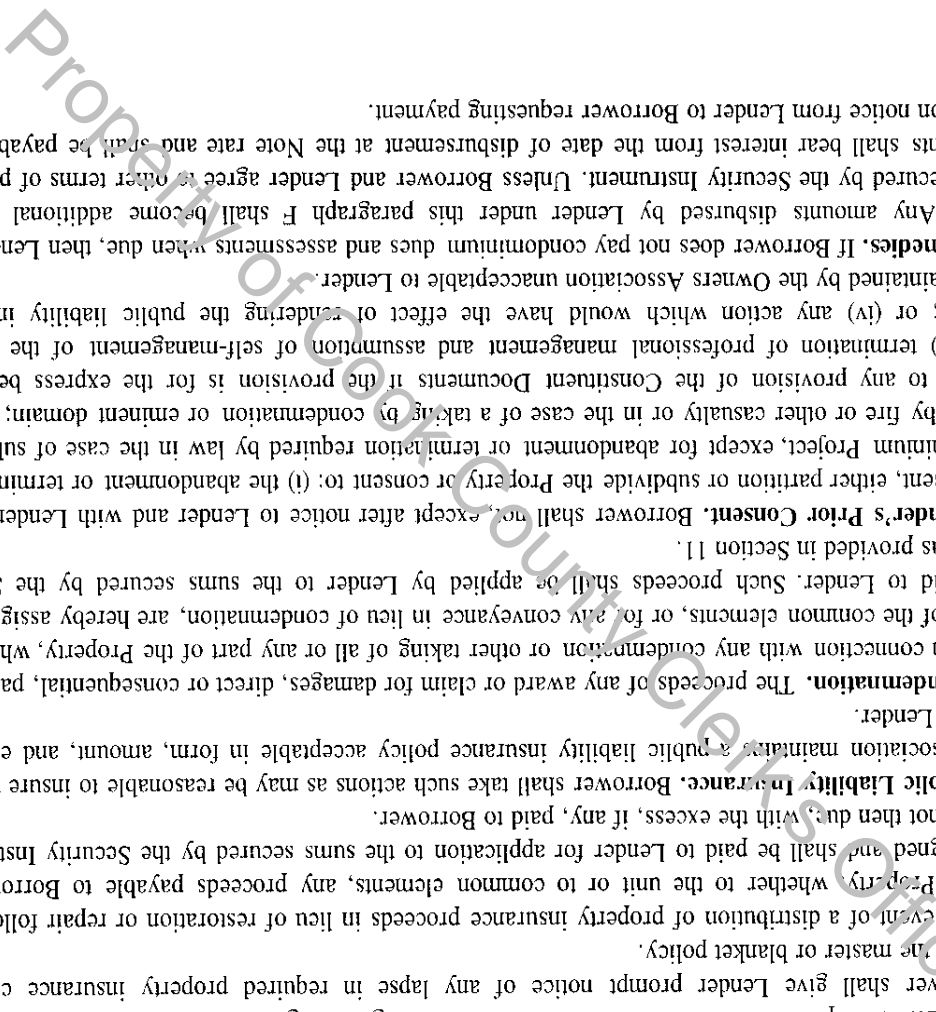 wer shall give Lender prompt notice of any lapse in required property insurance c
the master or blanket policy.
event of a distribution of property insurance proceeds in lieu of restoration or repair follo
Property, whether to the unit or to common elements, any proceeds payable to Borro
gned and shall be paid to Lender for application to the sums secured by the Security Inst
not then due, with the excess, if any, paid to Borrower.
blic Liability Insurance. Borrower shall take such actions as may be reasonable to insure
sociation maintains a public liability insurance policy acceptable in form, amount, and e
Lender.
ndemnation. The proceeds of any award or claim for damages, direct or consequential, pa
n connection with any condemnation or other taking of all or any part of the Property, wh
of the common elements, or for any conveyance in lieu of condemnation, are hereby assig
id to Lender. Such proceeds shall be applied by Lender to the sums secured by the
as provided in Section 11.
nder's Prior Consent. Borrower shall not, except after notice to Lender and with Lender
sent, either partition or subdivide the Property or consent to: (i) the abandonment or termin
inium Project, except for abandonment or termination required by law in the case of su
by fire or other casualty or in the case of a taking by condemnation or eminent domain;
to any provision of the Constituent Documents if the provision is for the express be
) termination of professional management and assumption of self-management of the
; or (iv) any action which would have the effect of rendering the public liability in
aintained by the Owners Association unacceptable to Lender.
medies. If Borrower does not pay condominium dues and assessments when due, then Len
Any amounts disbursed by Lender under this paragraph F shall become additional
ecured by the Security Instrument. Unless Borrower and Lender agree to other terms of p
nts shall bear interest from the date of disbursement at the Note rate and shall be payab
on notice from Lender to Borrower requesting payment.
Property of Cook County Clerk's Offic